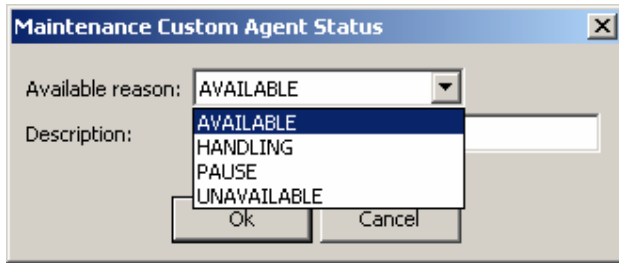 Maintenance Custom Agent Status
Available reason: AVAILABLE
AVAILABLE
Description:
HANDLING
PAUSE
UNAVAILABLE
Ok Cancel